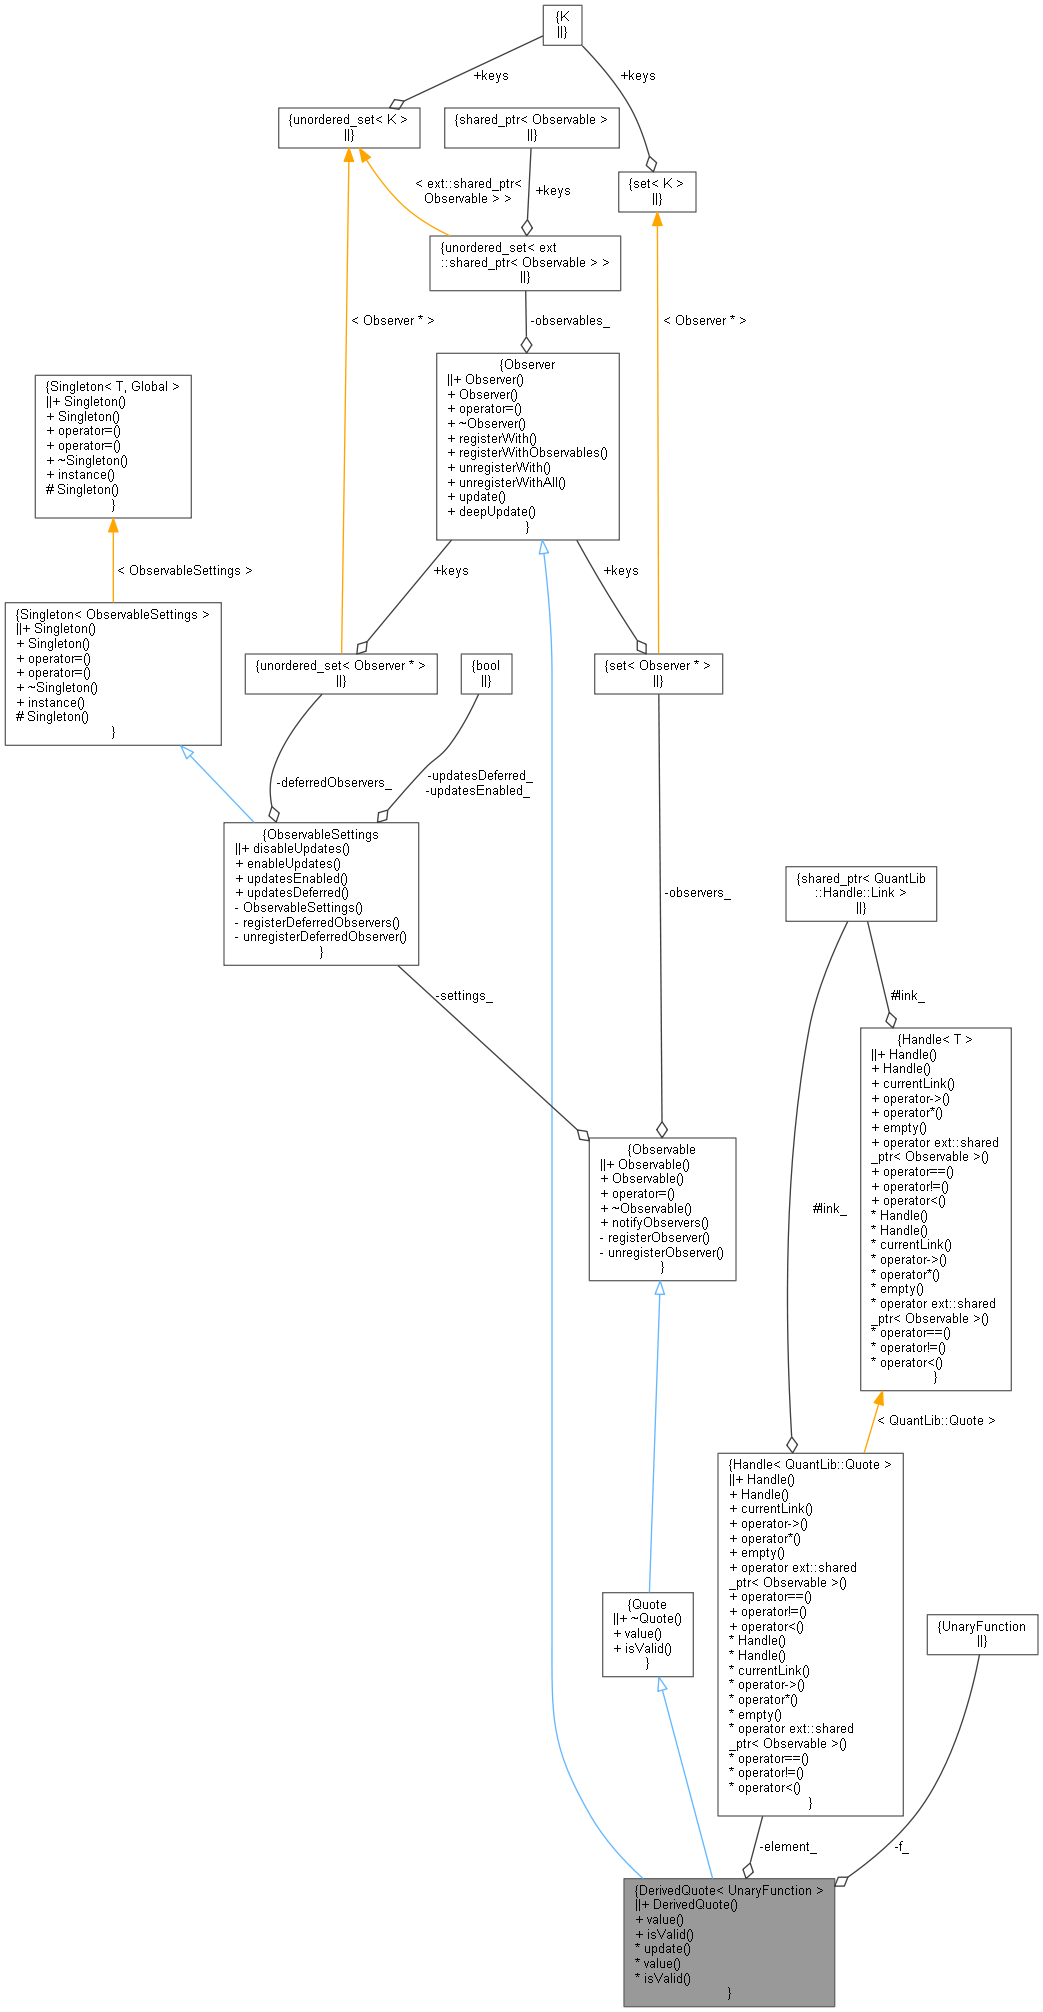 {K
||}
+keys
+keys
{unordered_set< K >
||}
{shared_ptr< Observable >
||}
{set< K >
||}
< ext::shared_ptr<
Observable > >
+keys
{unordered_set< ext
::shared_ptr< Observable > >
||}
< Observer * >
-observables_
< Observer * >
{Observer
||+ Observer()
+ Observer()
+ operator=()
+ ~Observer()
+ registerWith()
+ registerWithObservables()
+ unregisterWith()
+ unregisterWithAll()
+ update()
+ deepUpdate()
}
{Singleton< T, Global >
||+ Singleton()
+ Singleton()
+ operator=()
+ operator=()
+ ~Singleton()
+ instance()
# Singleton()
}
< ObservableSettings >
+keys
+keys
{Singleton< ObservableSettings >
||+ Singleton()
+ Singleton()
+ operator=()
+ operator=()
+ ~Singleton()
+ instance()
# Singleton()
}
{unordered_set< Observer * >
||}
{bool
||}
{set< Observer * >
||}
-deferredObservers_
-updatesDeferred_
-updatesEnabled_
{ObservableSettings
||+ disableUpdates()
+ enableUpdates()
+ updatesEnabled()
+ updatesDeferred()
- ObservableSettings()
- registerDeferredObservers()
- unregisterDeferredObserver()
}
-observers_
{shared_ptr< QuantLib
::Handle::Link >
||}
-settings_
#link_
{Handle< T >
||+ Handle()
+ Handle()
+ currentLink()
+ operator->()
+ operator*()
+ empty()
+ operator ext::shared
_ptr< Observable >()
+ operator==()
+ operator!=()
+ operator<()
* Handle()
* Handle()
* currentLink()
* operator->()
* operator*()
* empty()
* operator ext::shared
_ptr< Observable >()
* operator==()
* operator!=()
* operator<()
}
{Observable
||+ Observable()
+ Observable()
+ operator=()
+ ~Observable()
+ notifyObservers()
- registerObserver()
- unregisterObserver()
}
#link_
< QuantLib::Quote >
{Handle< QuantLib::Quote >
||+ Handle()
+ Handle()
+ currentLink()
+ operator->()
+ operator*()
+ empty()
+ operator ext::shared
_ptr< Observable >()
+ operator==()
+ operator!=()
+ operator<()
* Handle()
* Handle()
* currentLink()
* operator->()
* operator*()
* empty()
* operator ext::shared
_ptr< Observable >()
* operator==()
* operator!=()
* operator<()
}
{Quote
||+ ~Quote()
+ value()
+ isValid()
}
{UnaryFunction
||}
-element_
-f_
{DerivedQuote< UnaryFunction >
||+ DerivedQuote()
+ value()
+ isValid()
* update()
* value()
* isValid()
}